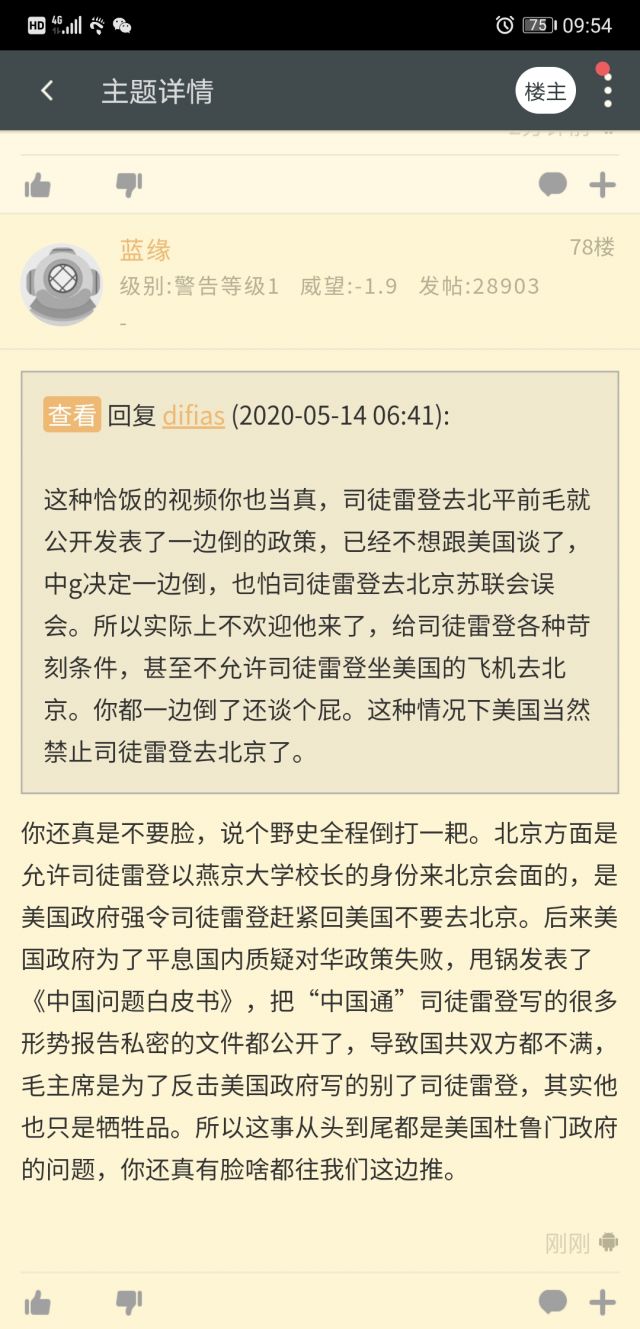 HD 4G 75 09:54
主题详情 楼主
蓝缘 78楼
级别:警告等级1 威望:-1.9 发帖:28903
-
查看 回复 difias (2020-05-14 06:41):
这种恰饭的视频你也当真，司徒雷登去北平前毛就
公开发表了一边倒的政策，已经不想跟美国谈了，
中g决定一边倒，也怕司徒雷登去北京苏联会误
会。所以实际上不欢迎他来了，给司徒雷登各种苛
刻条件，甚至不允许司徒雷登坐美国的飞机去北
京。你都一边倒了还谈个屁。这种情况下美国当然
禁止司徒雷登去北京了。
你还真是不要脸，说个野史全程倒打一耙。北京方面是
允许司徒雷登以燕京大学校长的身份来北京会面的，是
美国政府强令司徒雷登赶紧回美国不要去北京。后来美
国政府为了平息国内质疑对华政策失败，甩锅发表了
《中国问题白皮书》，把“中国通”司徒雷登写的很多
形势报告私密的文件都公开了，导致国共双方都不满，
毛主席是为了反击美国政府写的别了司徒雷登，其实他
也只是牺牲品。所以这事从头到尾都是美国杜鲁门政府
的问题，你还真有脸啥都往我们这边推。
刚刚